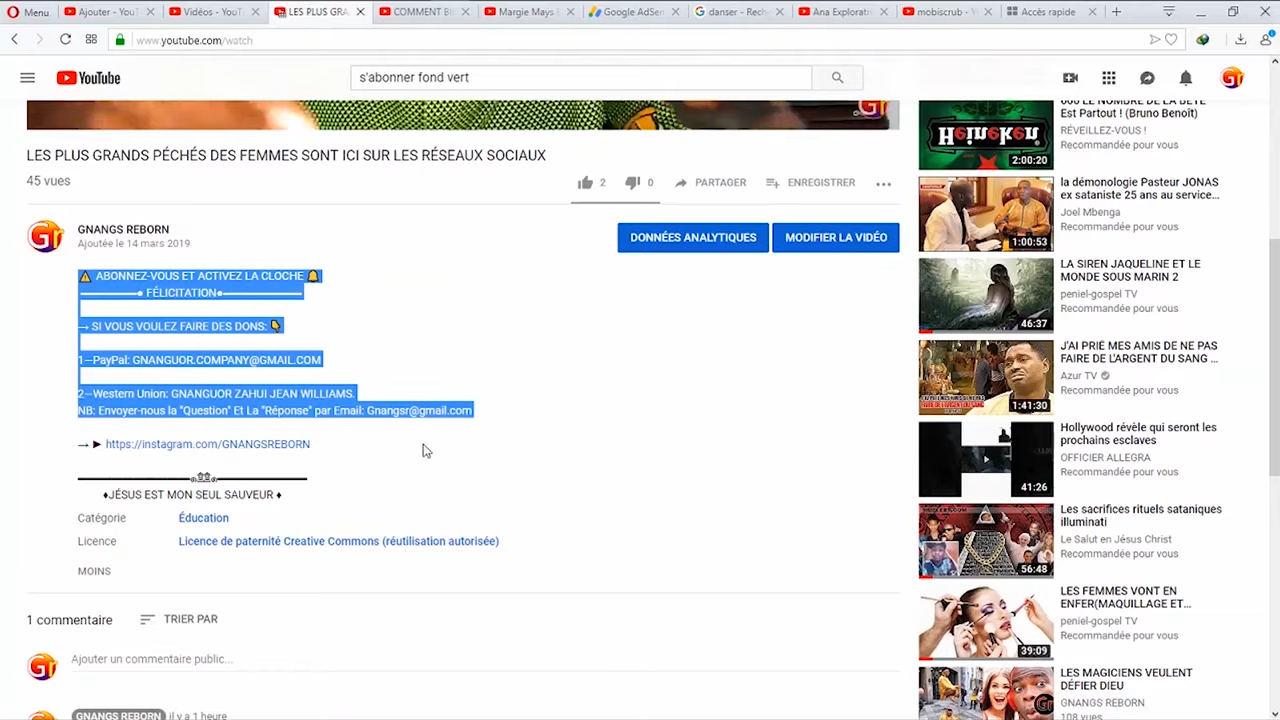 Menu
Ajouter - YouT
Vidéos - YouTu
LES PLUS GRA
COMMENT BI
Margie Mays B
Google AdSen
danser - Reche
Ana Exploratri
mobiscrub - V
Accès rapide
www.youtube.com/watch
YouTube
s'abonner fond vert
LES PLUS GRANDS PÉCHÉS DES FEMMES SONT ICI SUR LES RÉSEAUX SOCIAUX
45 vues
2
0
PARTAGER
ENREGISTRER
GNANGS REBORN
Ajoutée le 14 mars 2019
DONNÉES ANALYTIQUES
MODIFIER LA VIDÉO
⚠ ABONNEZ-VOUS ET ACTIVEZ LA CLOCHE 🔔
FÉLICITATION
→ SI VOUS VOULEZ FAIRE DES DONS: 👇
1—PayPal: GNANGUOR.COMPANY@GMAIL.COM
2—Western Union: GNANGUOR ZAHUI JEAN WILLIAMS.
NB: Envoyer-nous la "Question" Et La "Réponse" par Email: Gnangsr@gmail.com
→ ► https://instagram.com/GNANGSREBORN
♦JÉSUS EST MON SEUL SAUVEUR ♦
Catégorie Éducation
Licence Licence de paternité Creative Commons (réutilisation autorisée)
MOINS
1 commentaire
TRIER PAR
Ajouter un commentaire public...
GNANGS REBORN il y a 1 heure
666 LE NOMBRE DE LA BÊTE
Est Partout ! (Bruno Benoît)
RÉVEILLEZ-VOUS !
Recommandée pour vous
Heineken
2:00:20
la démonologie Pasteur JONAS
ex sataniste 25 ans au service...
Joel Mbenga
Recommandée pour vous
1:00:53
LA SIREN JAQUELINE ET LE
MONDE SOUS MARIN 2
peniel-gospel TV
Recommandée pour vous
46:37
J'AI PRIÉ MES AMIS DE NE PAS
FAIRE DE L'ARGENT DU SANG ...
Azur TV
Recommandée pour vous
1:41:30
Hollywood révèle qui seront les
prochains esclaves
OFFICIER ALLEGRA
Recommandée pour vous
41:26
Les sacrifices rituels sataniques
illuminati
Le Salut en Jésus Christ
Recommandée pour vous
56:48
LES FEMMES VONT EN
ENFER(MAQUILLAGE ET...
peniel-gospel TV
Recommandée pour vous
39:09
LES MAGICIENS VEULENT
DÉFIER DIEU
GNANGS REBORN
108 vues